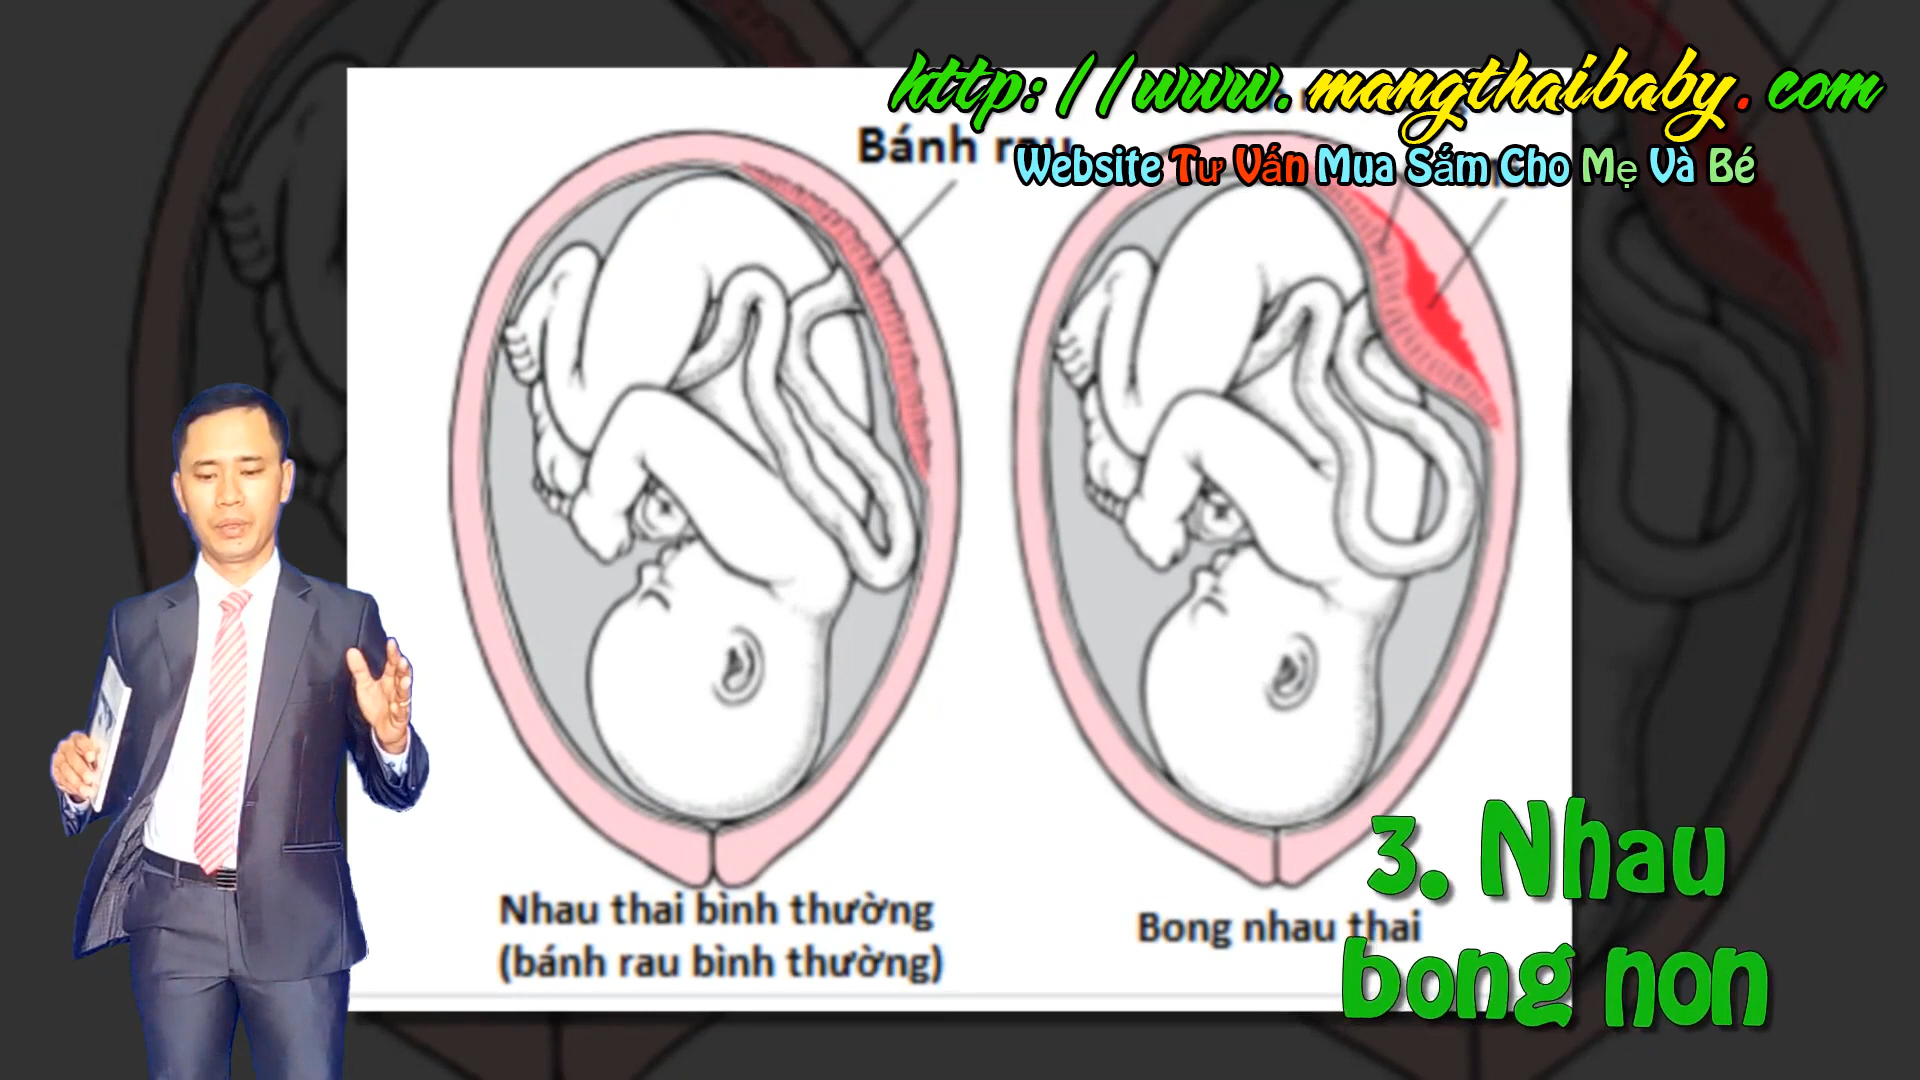 http://www.mangthaibaby.com
Bánh rau
Website Tư Vấn Mua Sắm Cho Mẹ Và Bé
3. Nhau
bong non
Nhau thai bình thường
(bánh rau bình thường)
Bong nhau thai